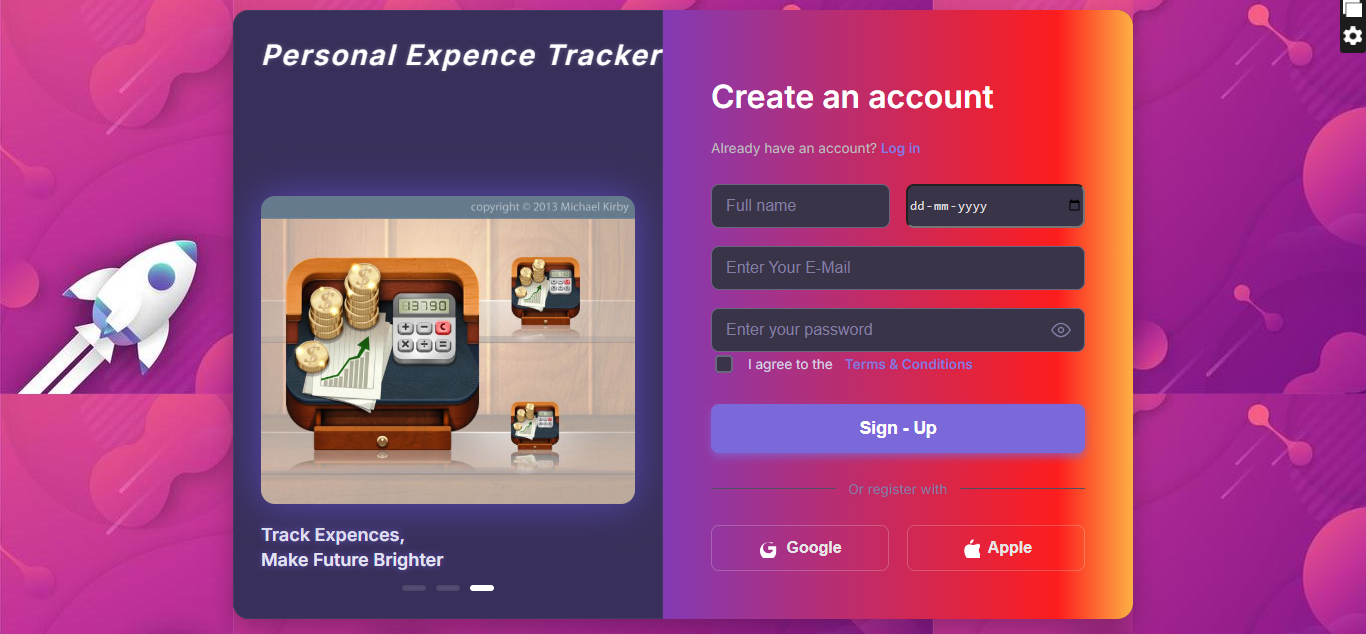 Personal Expence Tracker
copyright © 2013 Michael Kirby
13790
Track Expences,
Make Future Brighter
Create an account
Already have an account? Log in
Full name
dd-mm-yyyy
Enter Your E-Mail
Enter your password
I agree to the Terms & Conditions
Sign - Up
Or register with
Google
Apple